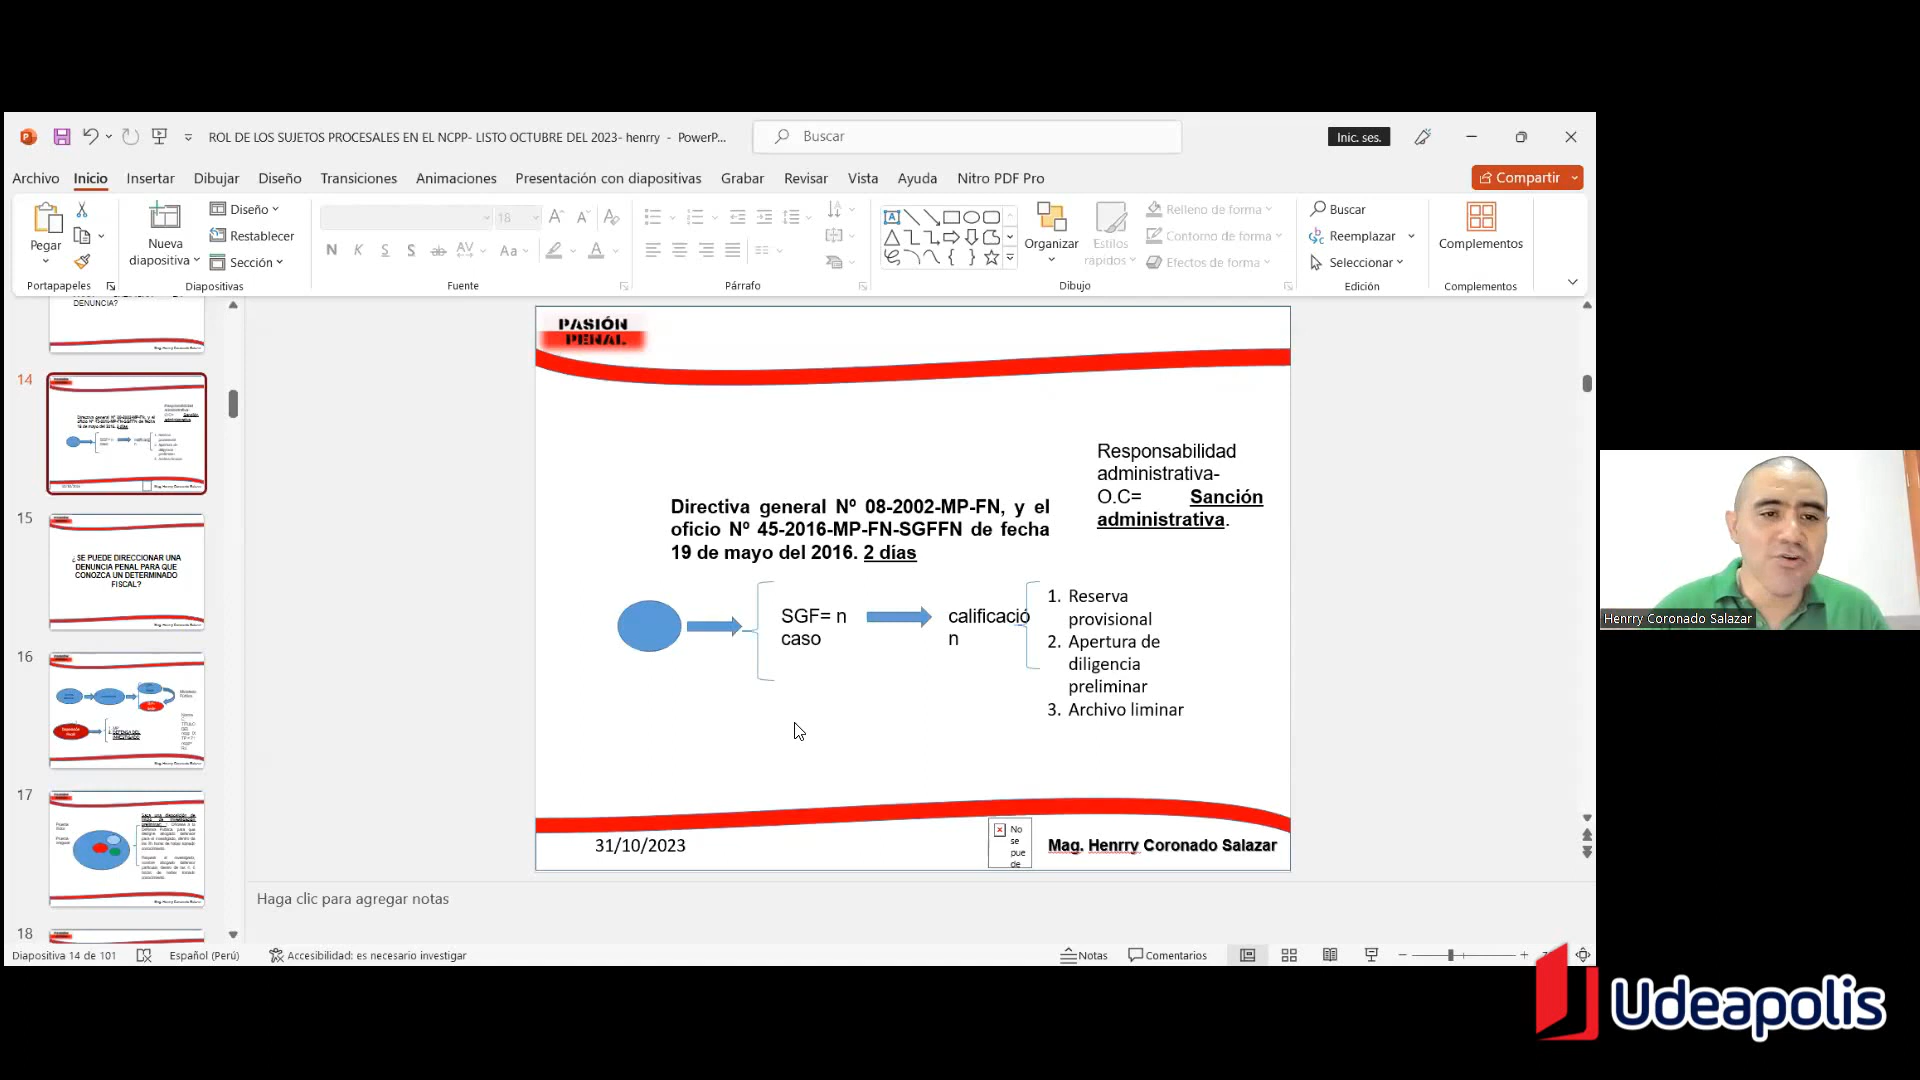 ROL DE LOS SUJETOS PROCESALES EN EL NCPP- LISTO OCTUBRE DEL 2023- henrry - PowerP...
Buscar
Inic. ses.
Archivo Inicio Insertar Dibujar Diseño Transiciones Animaciones Presentación con diapositivas Grabar Revisar Vista Ayuda Nitro PDF Pro
Compartir
Pegar
Nueva
diapositiva
Diseño
Restablecer
Sección
18
N K S S ab AV Aa A
Organizar
Estilos
rápidos
Relleno de forma
Contorno de forma
Efectos de forma
Buscar
Reemplazar
Seleccionar
Complementos
Portapapeles Diapositivas Fuente Párrafo Dibujo Edición Complementos
DENUNCIA?
14
15
¿SE PUEDE DIRECCIONAR UNA
DENUNCIA PENAL PARA QUE
CONOZCA UN DETERMINADO
FISCAL?
16
17
18
PASIÓN
PENAL
Responsabilidad
administrativa-
O.C= Sanción
administrativa.
Directiva general Nº 08-2002-MP-FN, y el
oficio Nº 45-2016-MP-FN-SGFFN de fecha
19 de mayo del 2016. 2 días
SGF= n
caso
calificació
n
1. Reserva
provisional
2. Apertura de
diligencia
preliminar
3. Archivo liminar
31/10/2023
No
se
pue
de
Mag. Henrry Coronado Salazar
Haga clic para agregar notas
Diapositiva 14 de 101 Español (Perú) Accesibilidad: es necesario investigar Notas Comentarios
Henrry Coronado Salazar
Udeapolis